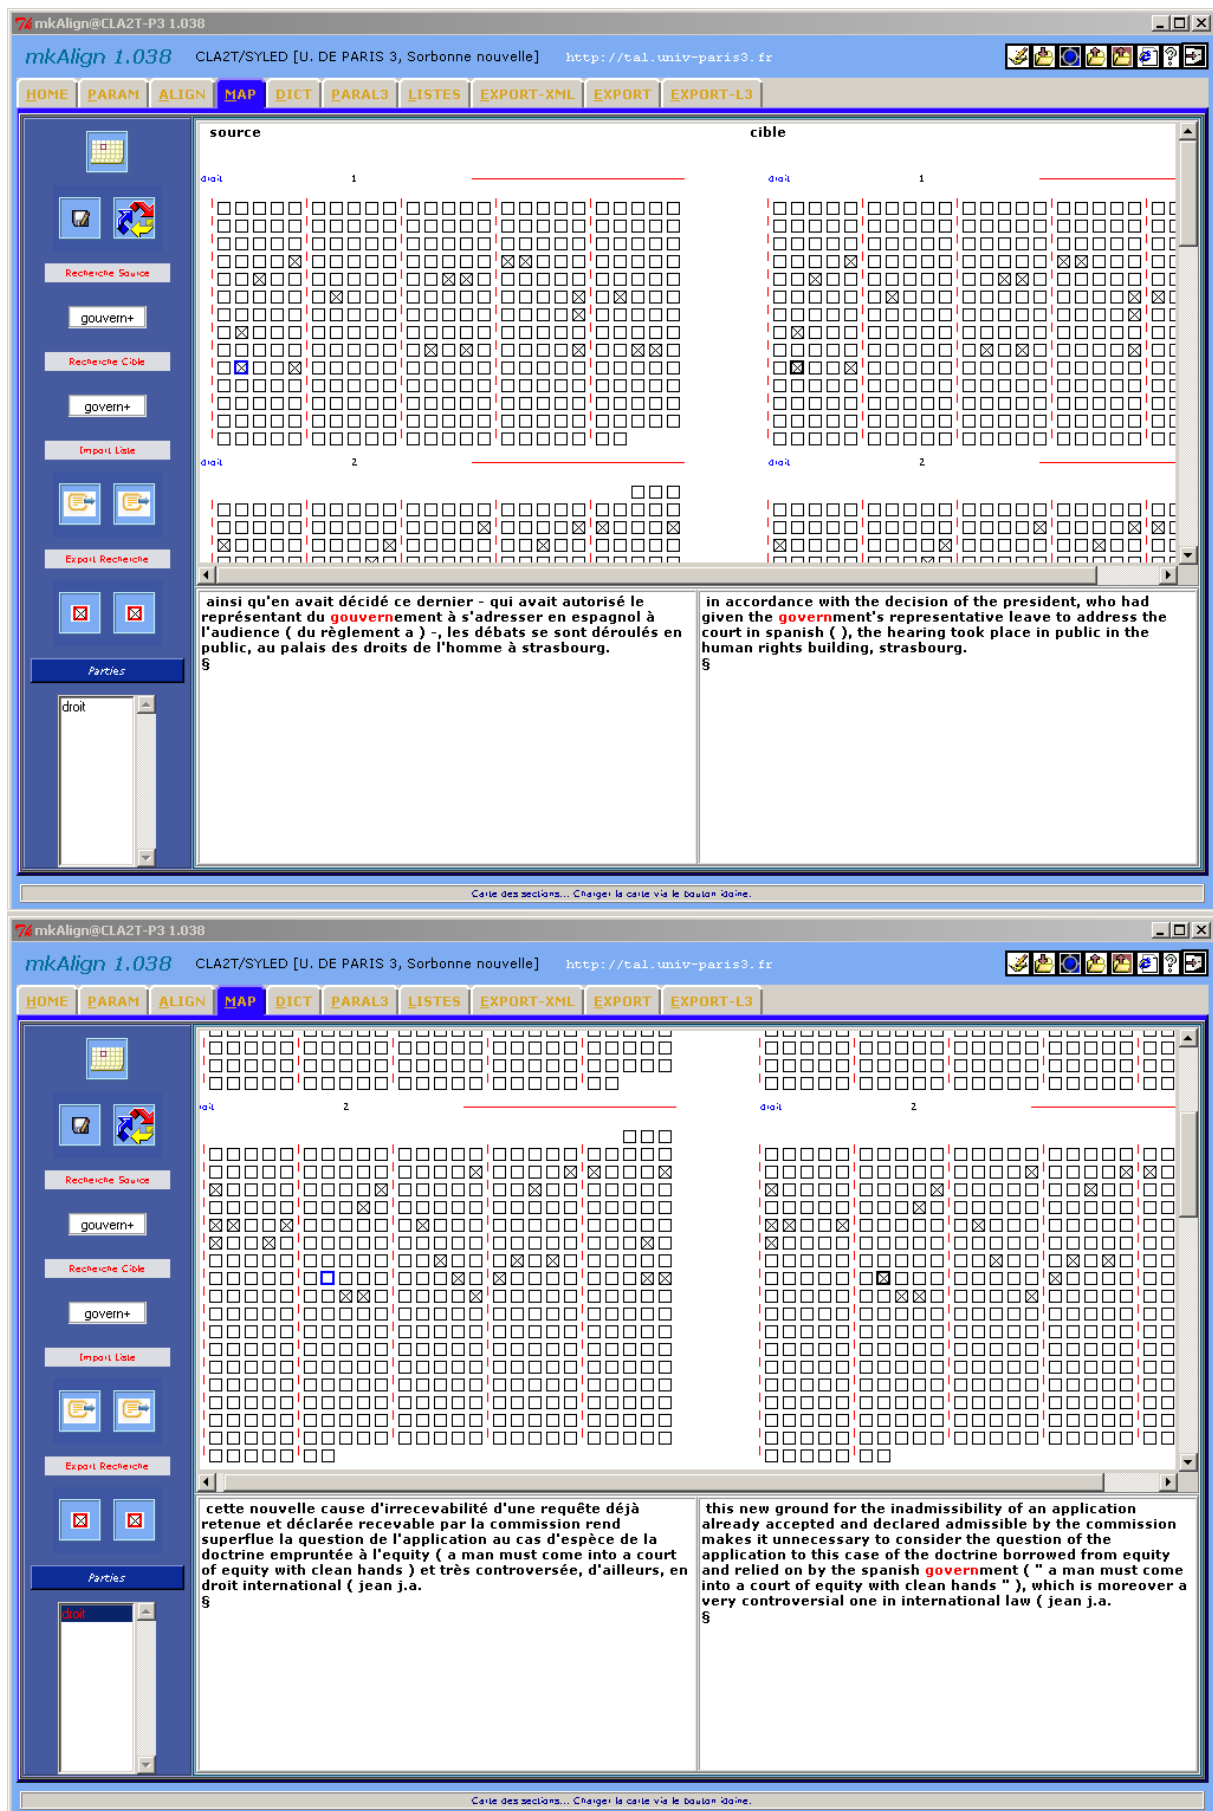 mkAlign@CLA2T-P3 1.038
mkAlign 1.038 CLA2T/SYLED [U. DE PARIS 3, Sorbonne nouvelle] http://tal.univ-paris3.fr
HOME PARAM ALIGN MAP DICT PARAL3 LISTES EXPORT-XML EXPORT EXPORT-L3
source cible
droit 1 droit 1
Recherche Source
gouvern+
Recherche Cible
govern+
Import Liste
droit 2 droit 2
Export Recherche
Parties
droit
ainsi qu'en avait décidé ce dernier - qui avait autorisé le
représentant du gouvernement à s'adresser en espagnol à
l'audience ( du règlement a ) -, les débats se sont déroulés en
public, au palais des droits de l'homme à strasbourg.
§
in accordance with the decision of the president, who had
given the government's representative leave to address the
court in spanish ( ), the hearing took place in public in the
human rights building, strasbourg.
§
Carte des sections... Charger la carte via le bouton idoine.
mkAlign@CLA2T-P3 1.038
mkAlign 1.038 CLA2T/SYLED [U. DE PARIS 3, Sorbonne nouvelle] http://tal.univ-paris3.fr
HOME PARAM ALIGN MAP DICT PARAL3 LISTES EXPORT-XML EXPORT EXPORT-L3
droit 2 droit 2
Recherche Source
gouvern+
Recherche Cible
govern+
Import Liste
Export Recherche
Parties
droit
cette nouvelle cause d'irrecevabilité d'une requête déjà
retenue et déclarée recevable par la commission rend
superflue la question de l'application au cas d'espèce de la
doctrine empruntée à l'equity ( a man must come into a court
of equity with clean hands ) et très controversée, d'ailleurs, en
droit international ( jean j.a.
§
this new ground for the inadmissibility of an application
already accepted and declared admissible by the commission
makes it unnecessary to consider the question of the
application to this case of the doctrine borrowed from equity
and relied on by the spanish government ( " a man must come
into a court of equity with clean hands " ), which is moreover a
very controversial one in international law ( jean j.a.
§
Carte des sections... Charger la carte via le bouton idoine.